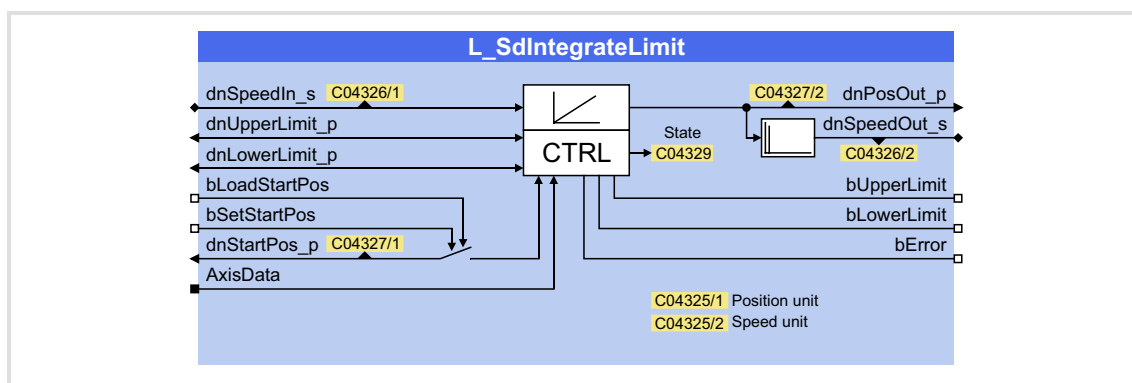 L_SdIntegrateLimit
dnSpeedIn_s C04326/1 C04327/2 dnPosOut_p
dnUpperLimit_p State dnSpeedOut_s
dnLowerLimit_p CTRL C04329 C04326/2
bLoadStartPos bUpperLimit
bSetStartPos bLowerLimit
dnStartPos_p C04327/1 bError
AxisData
C04325/1 Position unit
C04325/2 Speed unit